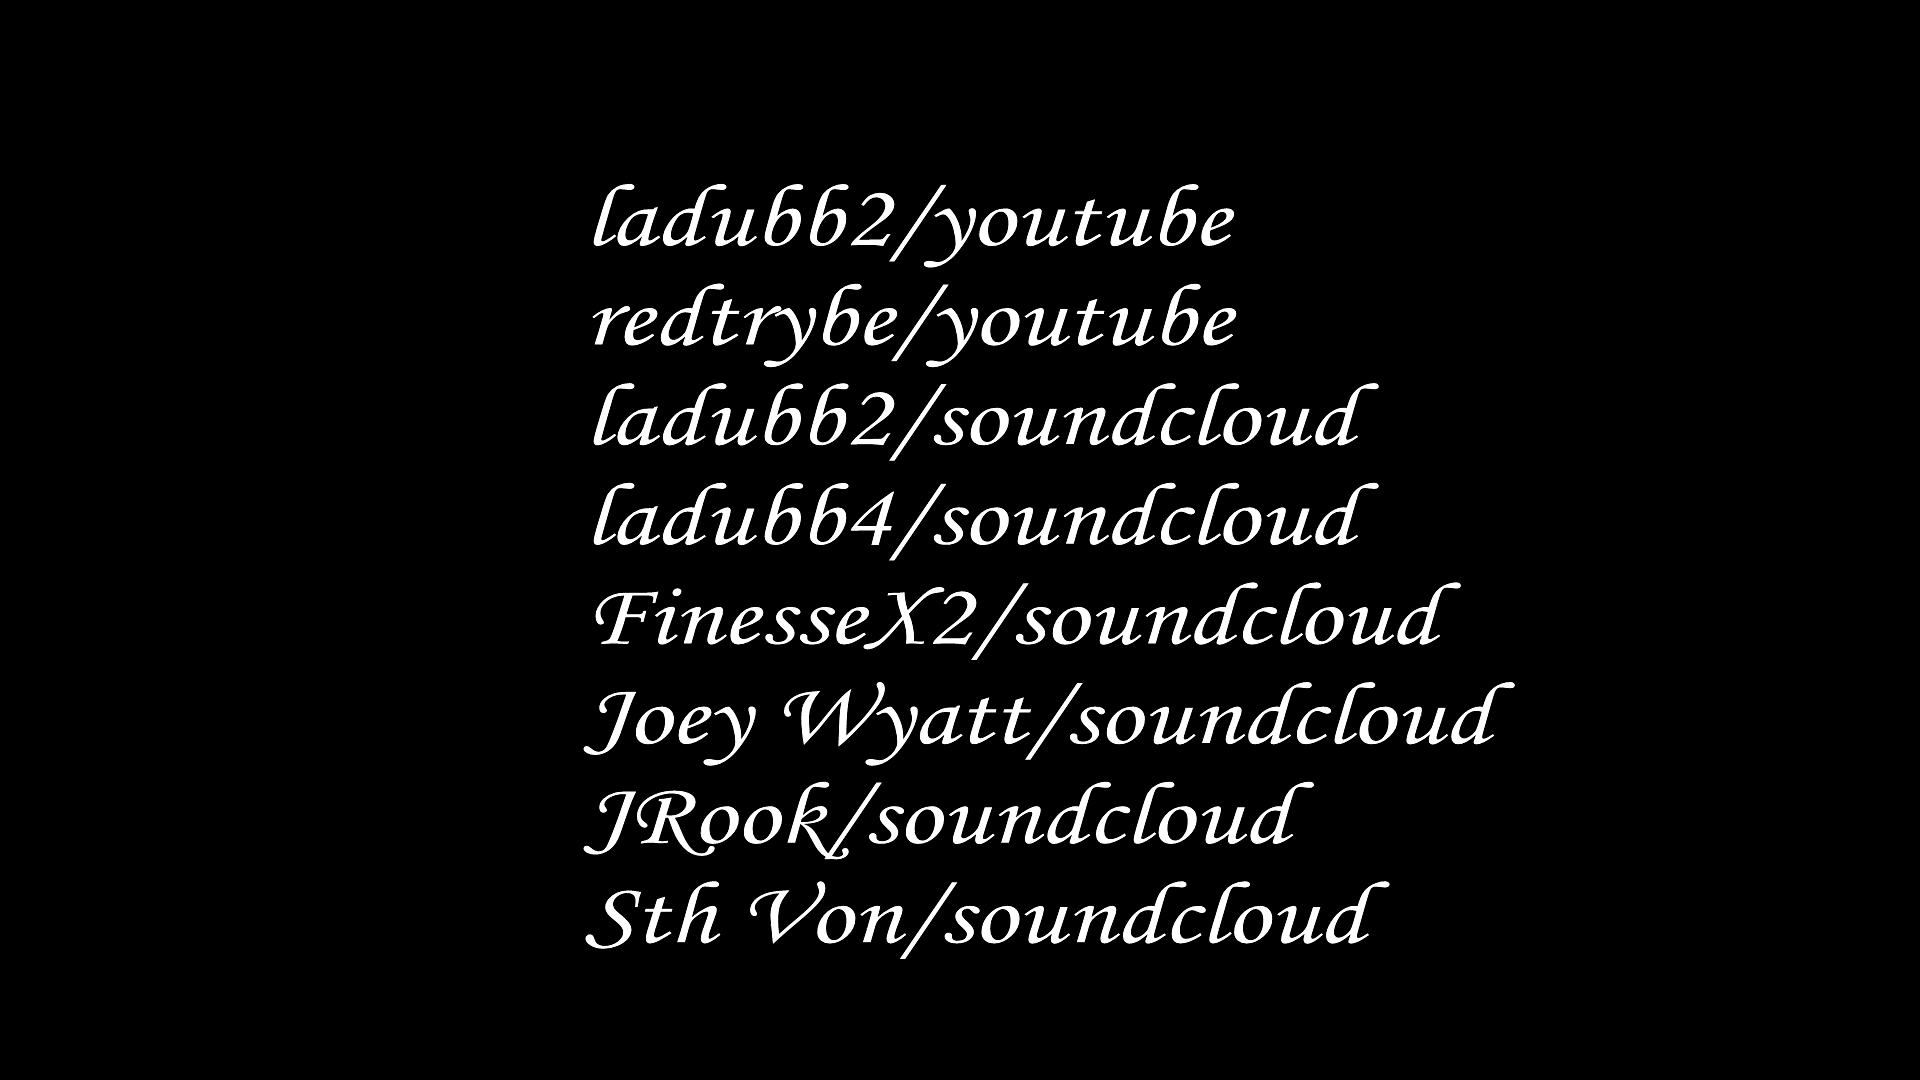 ladubb2/youtube
redtrybe/youtube
ladubb2/soundcloud
ladubb4/soundcloud
FinesseX2/soundcloud
Joey Wyatt/soundcloud
JRook/soundcloud
Sth Von/soundcloud